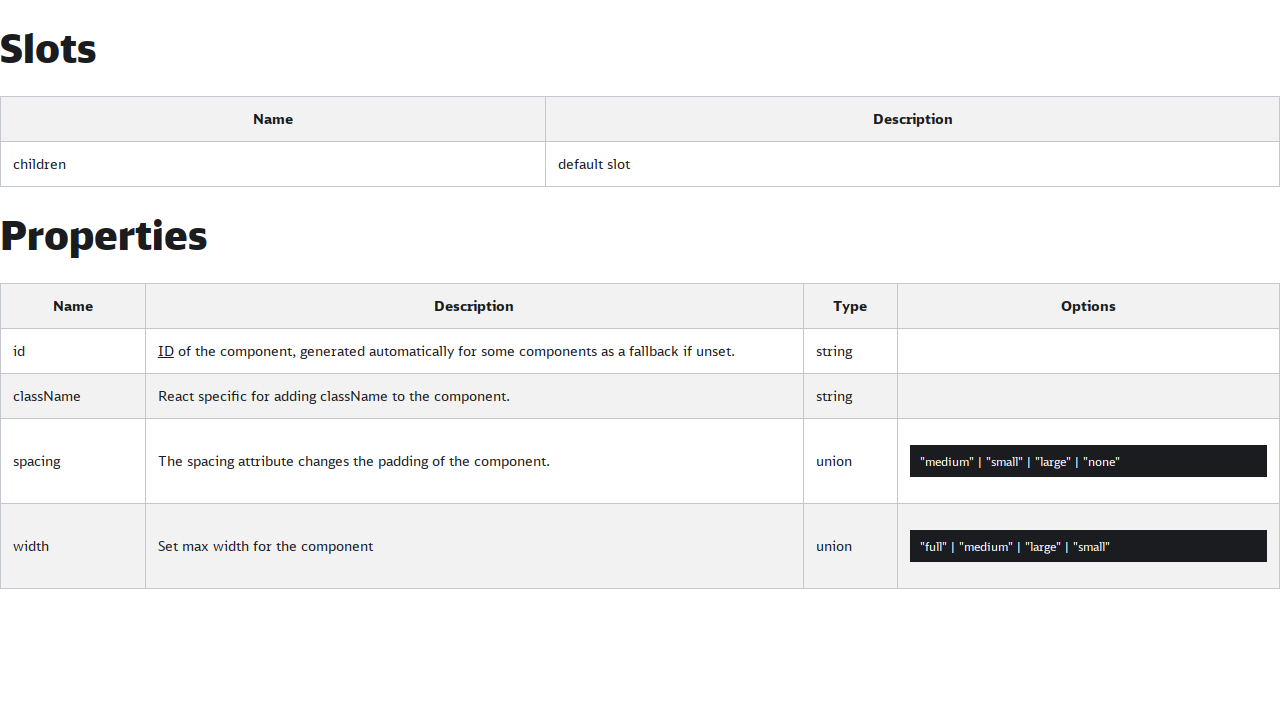 Slots
Name Description
children default slot
Properties
Name Description Type Options
id ID of the component, generated automatically for some components as a fallback if unset. string
className React specific for adding className to the component. string
spacing The spacing attribute changes the padding of the component. union "medium" | "small" | "large" | "none"
width Set max width for the component union "full" | "medium" | "large" | "small"